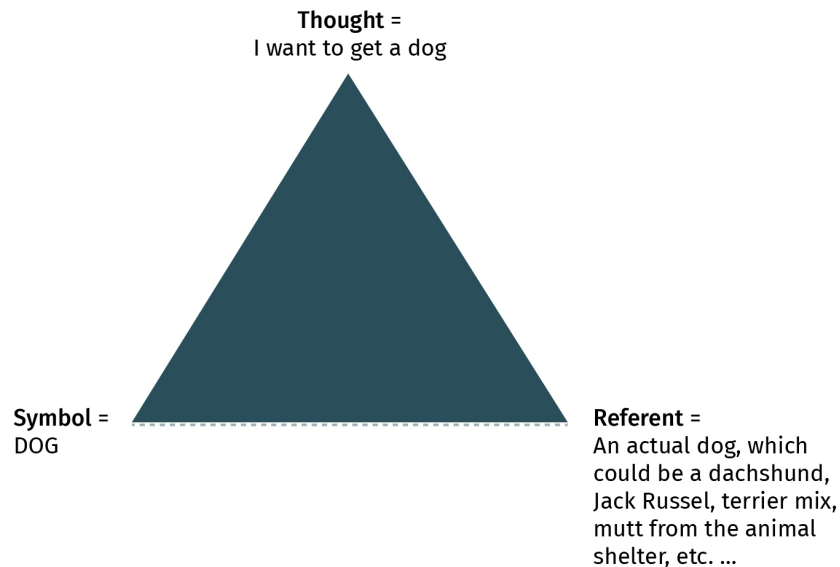 Thought =
I want to get a dog
Symbol =
DOG
Referent =
An actual dog, which
could be a dachshund,
Jack Russel, terrier mix,
mutt from the animal
shelter, etc. ...